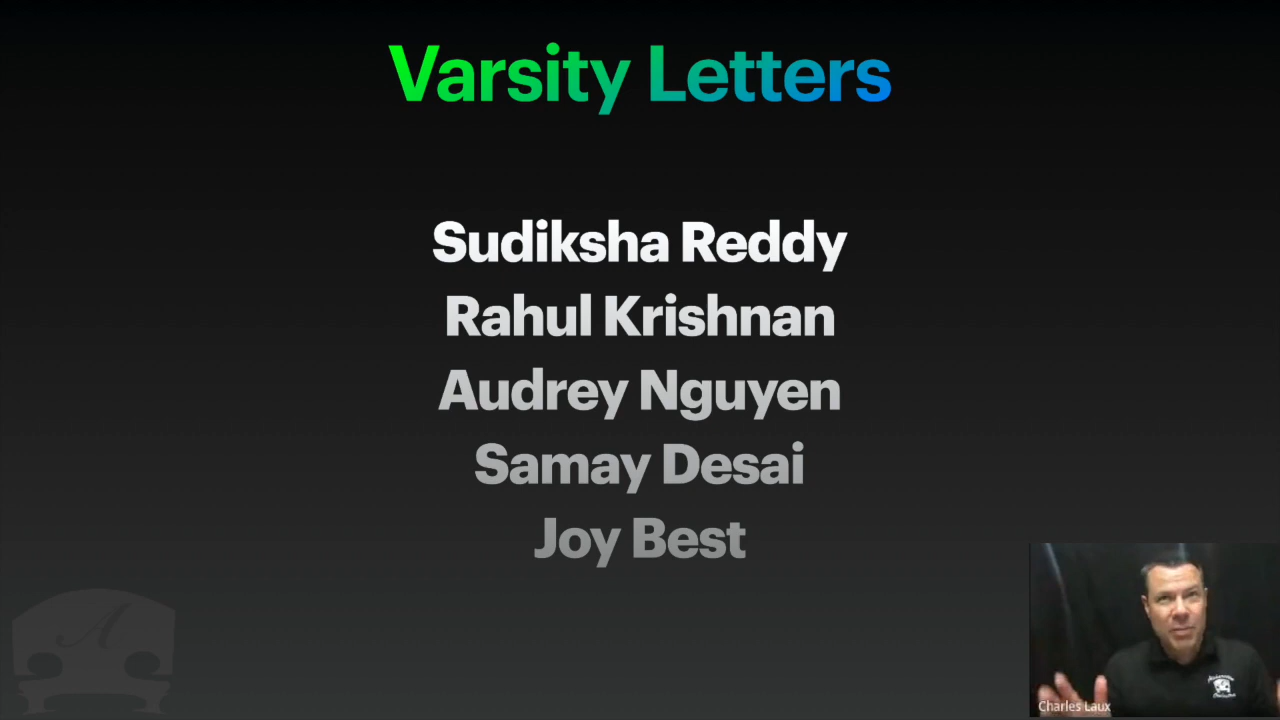 Varsity Letters
Sudiksha Reddy
Rahul Krishnan
Audrey Nguyen
Samay Desai
Joy Best
A
Charles Laux